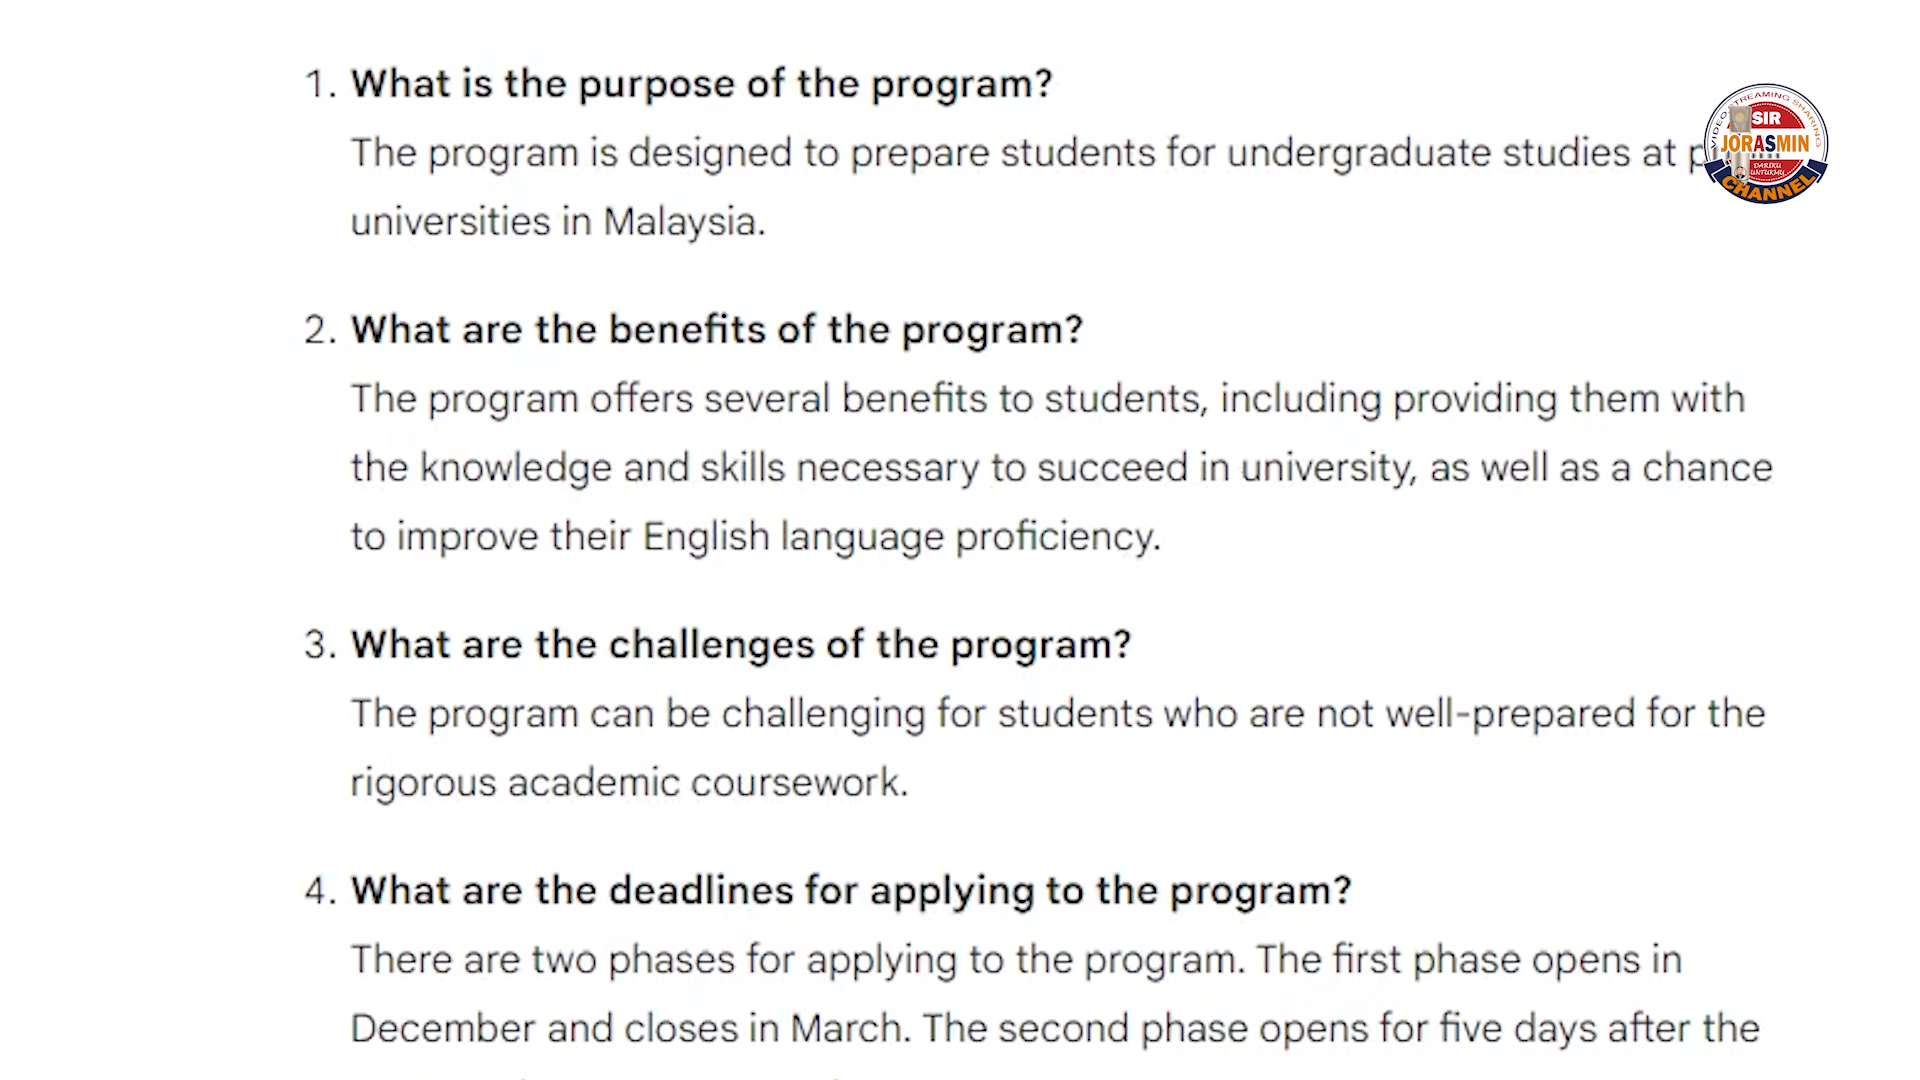 1. What is the purpose of the program?
The program is designed to prepare students for undergraduate studies at
universities in Malaysia.
2. What are the benefits of the program?
The program offers several benefits to students, including providing them with
the knowledge and skills necessary to succeed in university, as well as a chance
to improve their English language proficiency.
3. What are the challenges of the program?
The program can be challenging for students who are not well-prepared for the
rigorous academic coursework.
4. What are the deadlines for applying to the program?
There are two phases for applying to the program. The first phase opens in
December and closes in March. The second phase opens for five days after the
VIDEO STREAMING SHARING
SIR
JORASMIN
DARIKU
UNTUKMU
CHANNEL